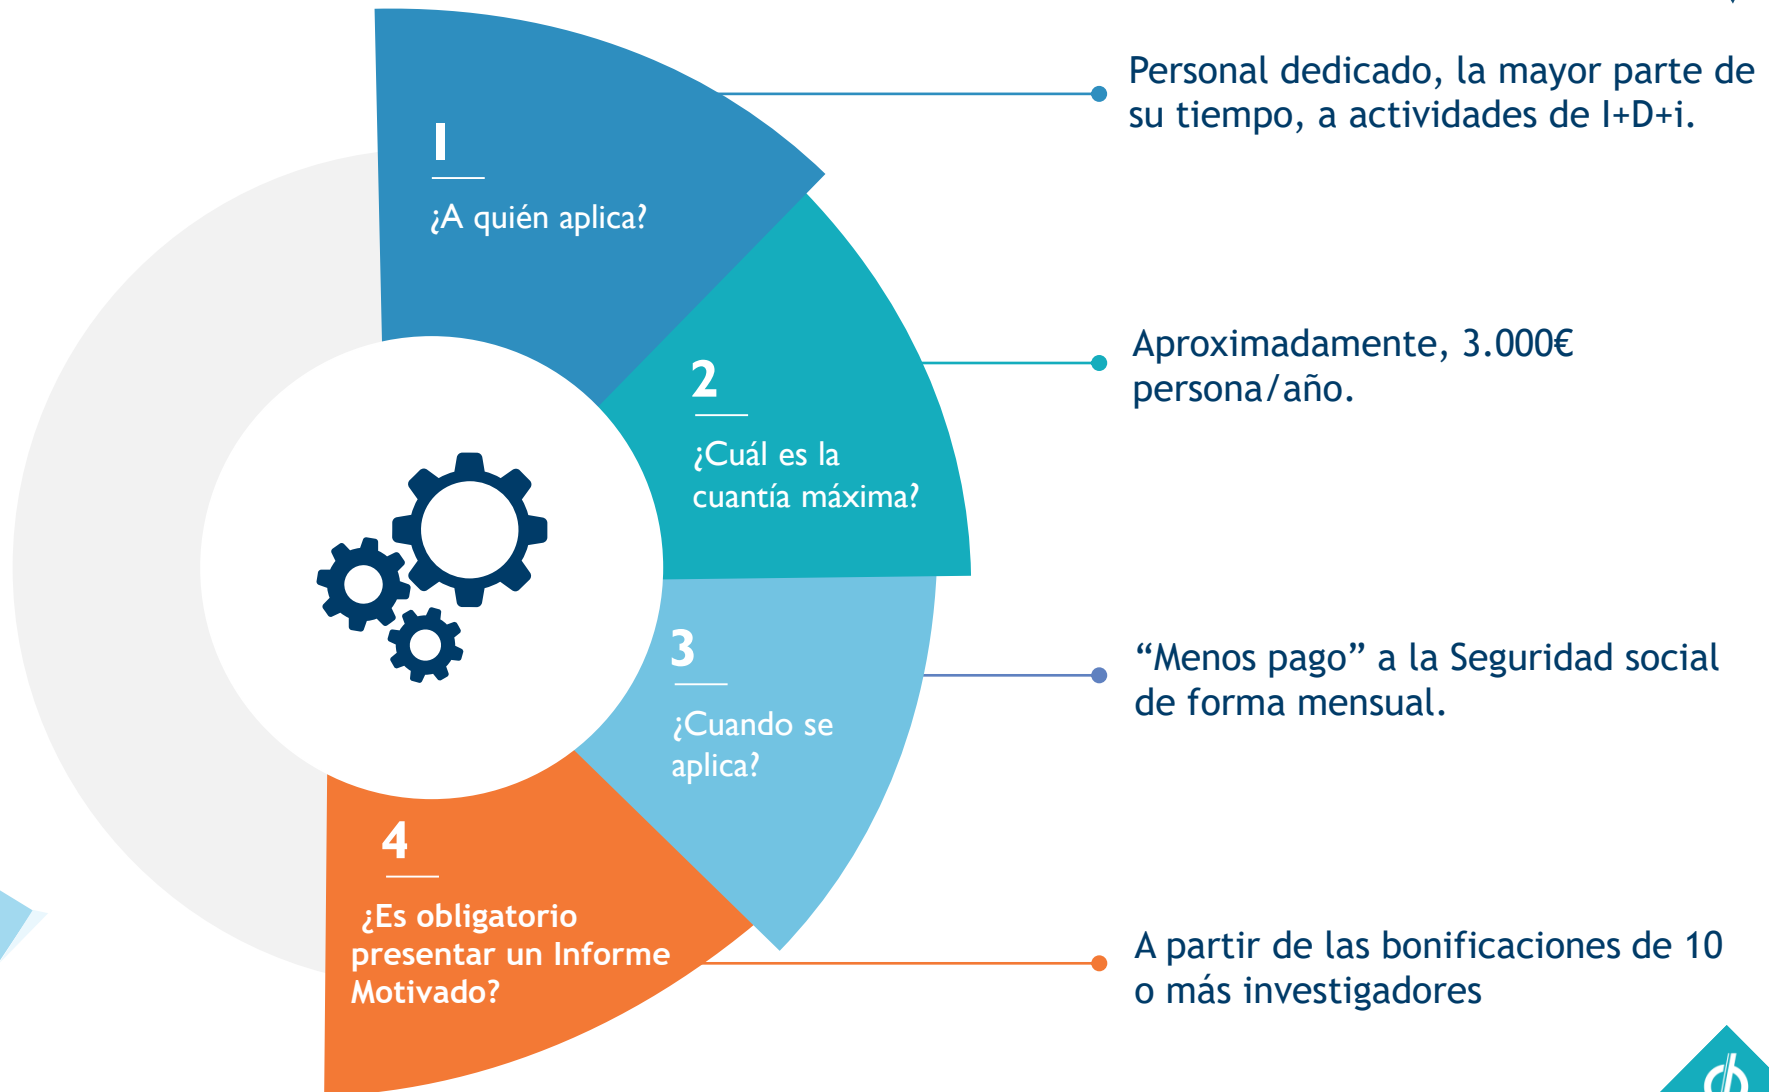 1
¿A quién aplica?
Personal dedicado, la mayor parte de
su tiempo, a actividades de I+D+i.
2
¿Cuál es la
cuantía máxima?
Aproximadamente, 3.000€
persona/año.
3
¿Cuando se
aplica?
“Menos pago” a la Seguridad social
de forma mensual.
4
¿Es obligatorio
presentar un Informe
Motivado?
A partir de las bonificaciones de 10
o más investigadores